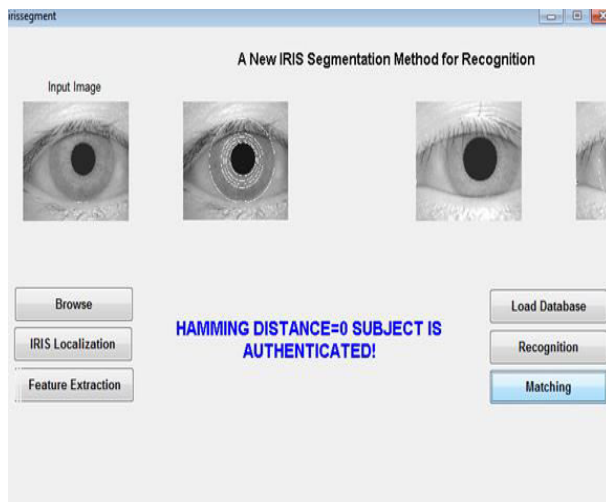 irissegment
A New IRIS Segmentation Method for Recognition
Input Image
Browse
IRIS Localization
Feature Extraction
HAMMING DISTANCE=0 SUBJECT IS
AUTHENTICATED!
Load Database
Recognition
Matching